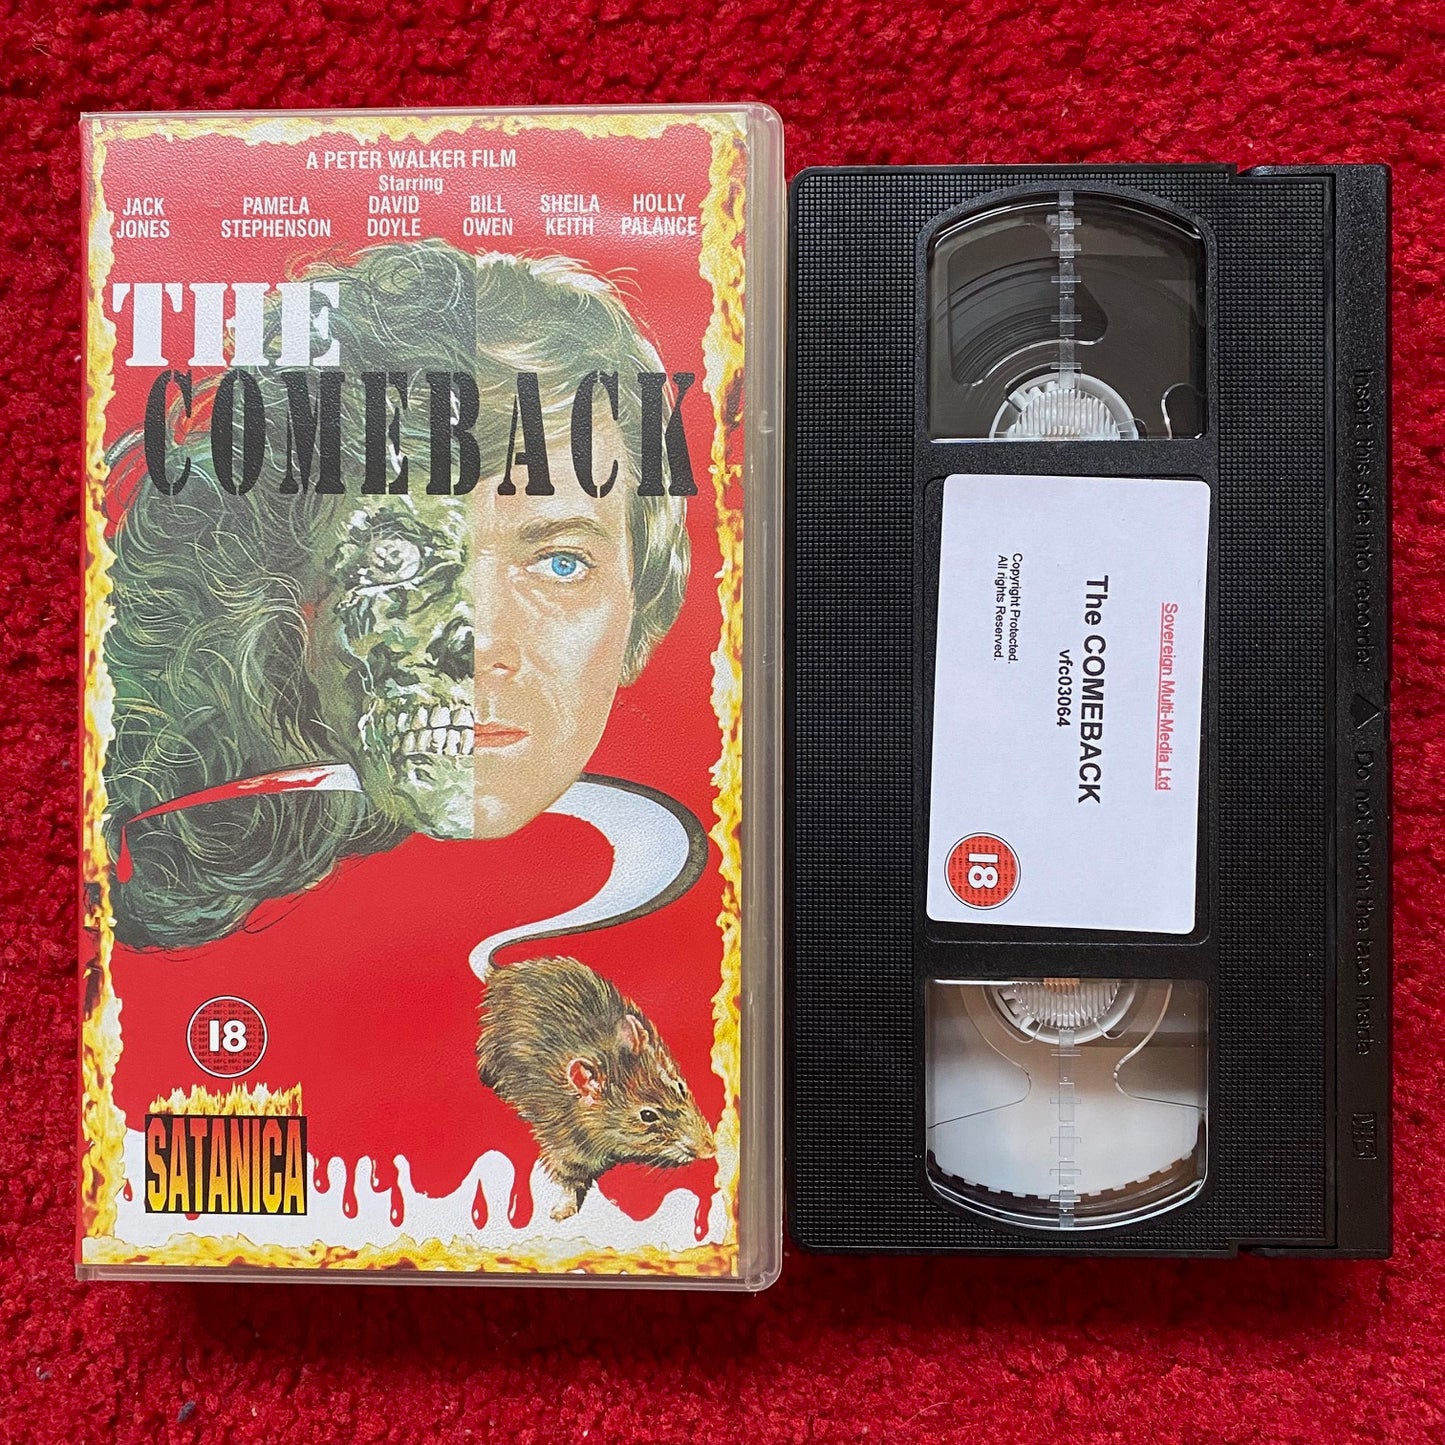 A PETER WALKER FILM
Starring
JACK JONES
PAMELA STEPHENSON
DAVID DOYLE
BILL OWEN
SHEILA KEITH
HOLLY PALANCE
THE
COMEBACK
18
SATANICA
Sovereign Multi-Media Ltd
The COMEBACK
vfc03064
Copyright Protected.
All rights Reserved.
18
Insert this side into recorder △ Do not touch the tape inside
VHS